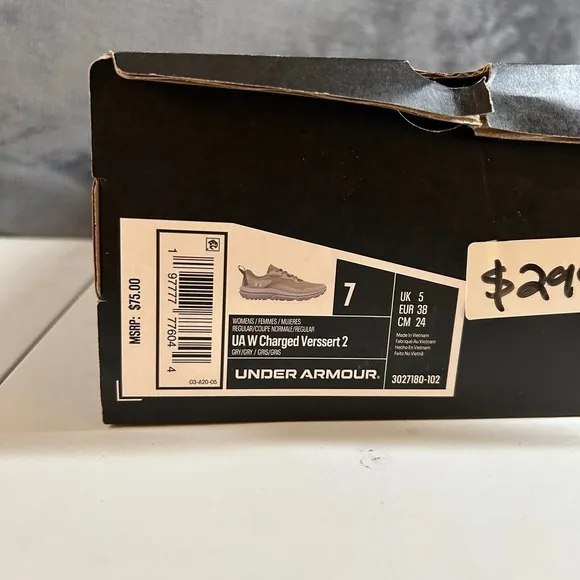 MSRP: $75.00
1 97777 77604 4
03-A20-05
7
WOMENS / FEMMES / MUJERES
REGULAR/COUPE NORMALE/REGULAR
UA W Charged Verssert 2
GRY/GRY / GRIS/GRIS
UNDER ARMOUR.
UK 5
EUR 38
CM 24
Made in Vietnam
Fabriqué Au Vietnam
Hecho En Vietnam
Feito No Vietnã
3027180-102
$299